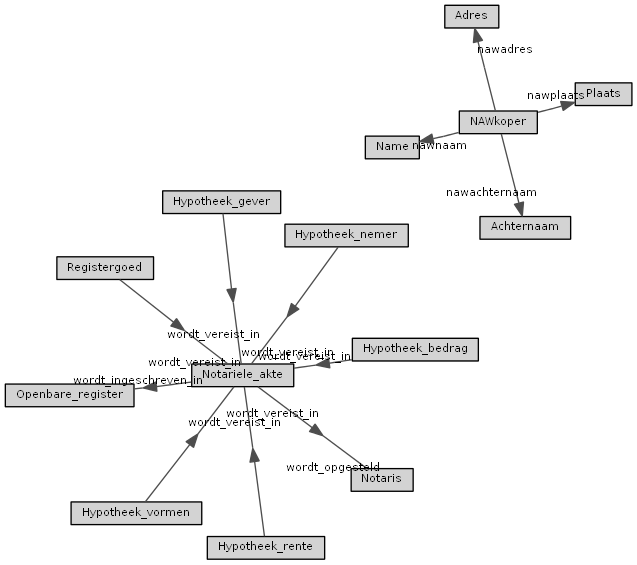 Adres
nawadres
nawplaats
Plaats
NAWkoper
Name
nawnaam
nawachternaam
Achternaam
Hypotheek_gever
Hypotheek_nemer
Registergoed
wordt_vereist_in
wordt_vereist_in
Hypotheek_bedrag
wordt_vereist_in
wordt_vereist_in
Notariele_akte
wordt_ingeschreven_in
Openbare_register
wordt_vereist_in
wordt_vereist_in
wordt_opgesteld
Notaris
Hypotheek_vormen
Hypotheek_rente